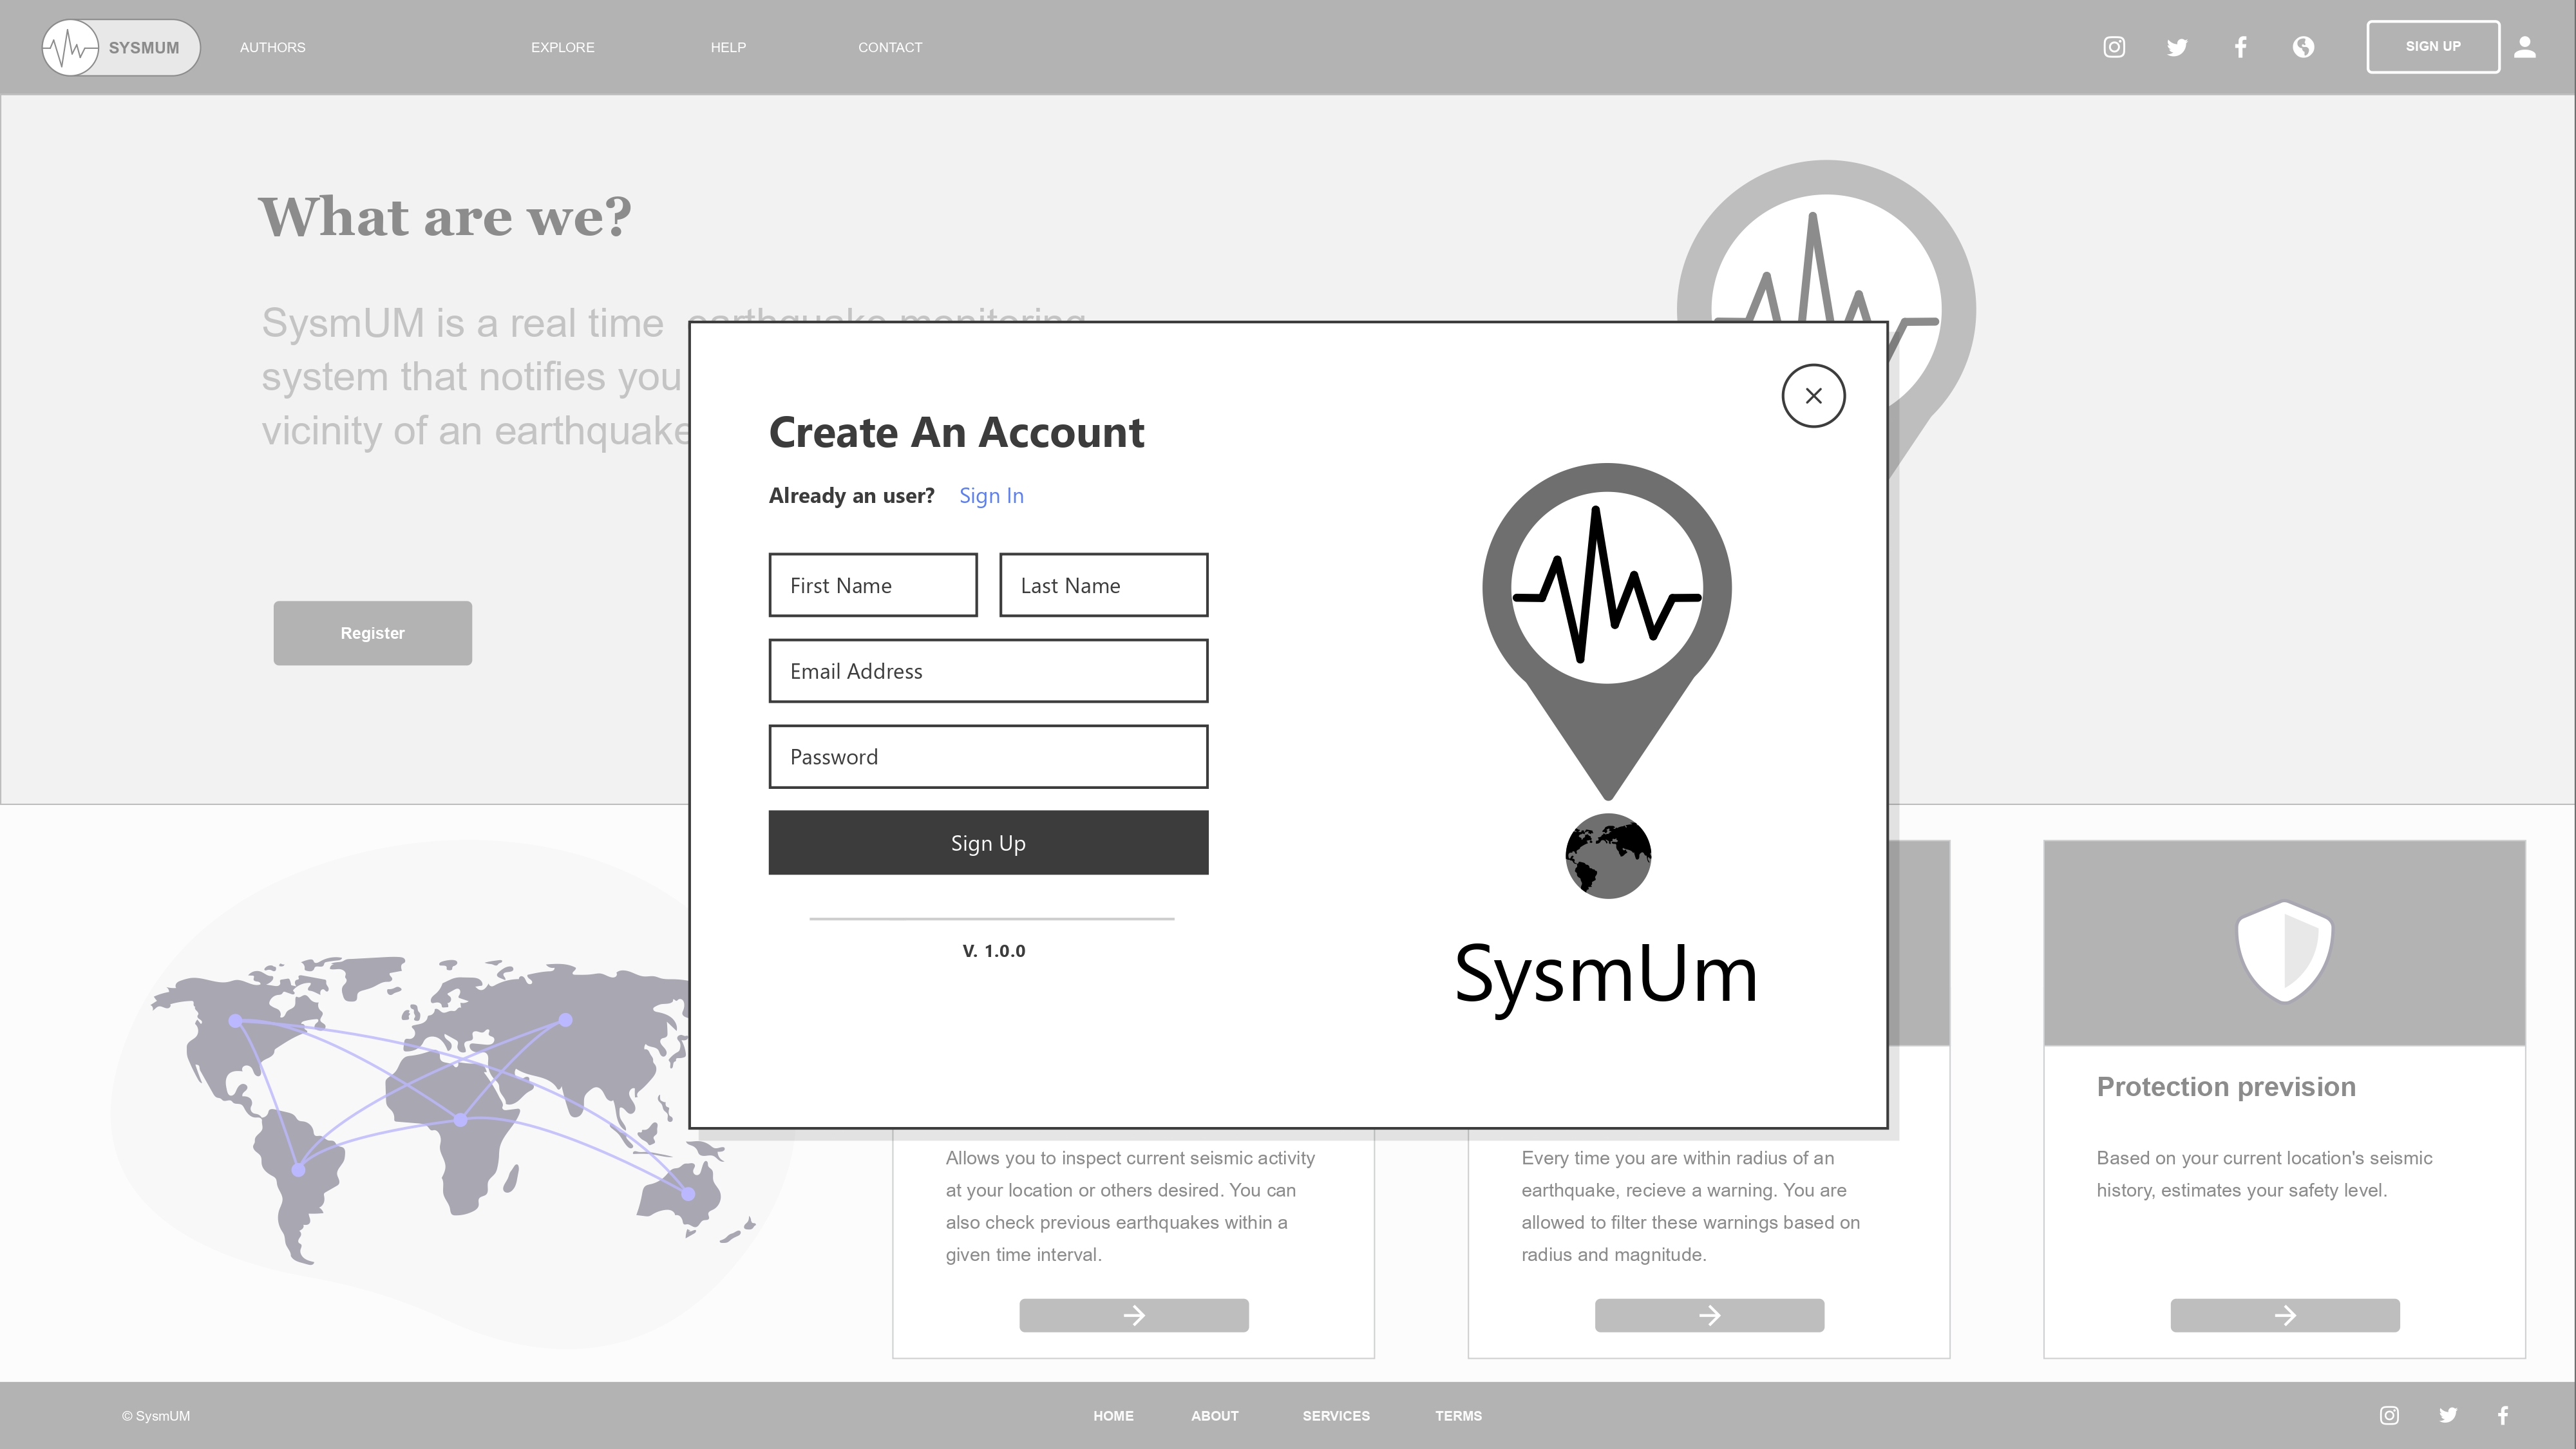 SYSMUM
AUTHORS
EXPLORE
HELP
CONTACT
SIGN UP
What are we?
SysmUM is a real time
system that notifies you
vicinity of an earthquake
Register
Create An Account
Already an user? Sign In
First Name
Last Name
Email Address
Password
Sign Up
V. 1.0.0
SysmUm
Allows you to inspect current seismic activity
at your location or others desired. You can
also check previous earthquakes within a
given time interval.
Every time you are within radius of an
earthquake, recieve a warning. You are
allowed to filter these warnings based on
radius and magnitude.
Protection prevision
Based on your current location's seismic
history, estimates your safety level.
© SysmUM
HOME
ABOUT
SERVICES
TERMS